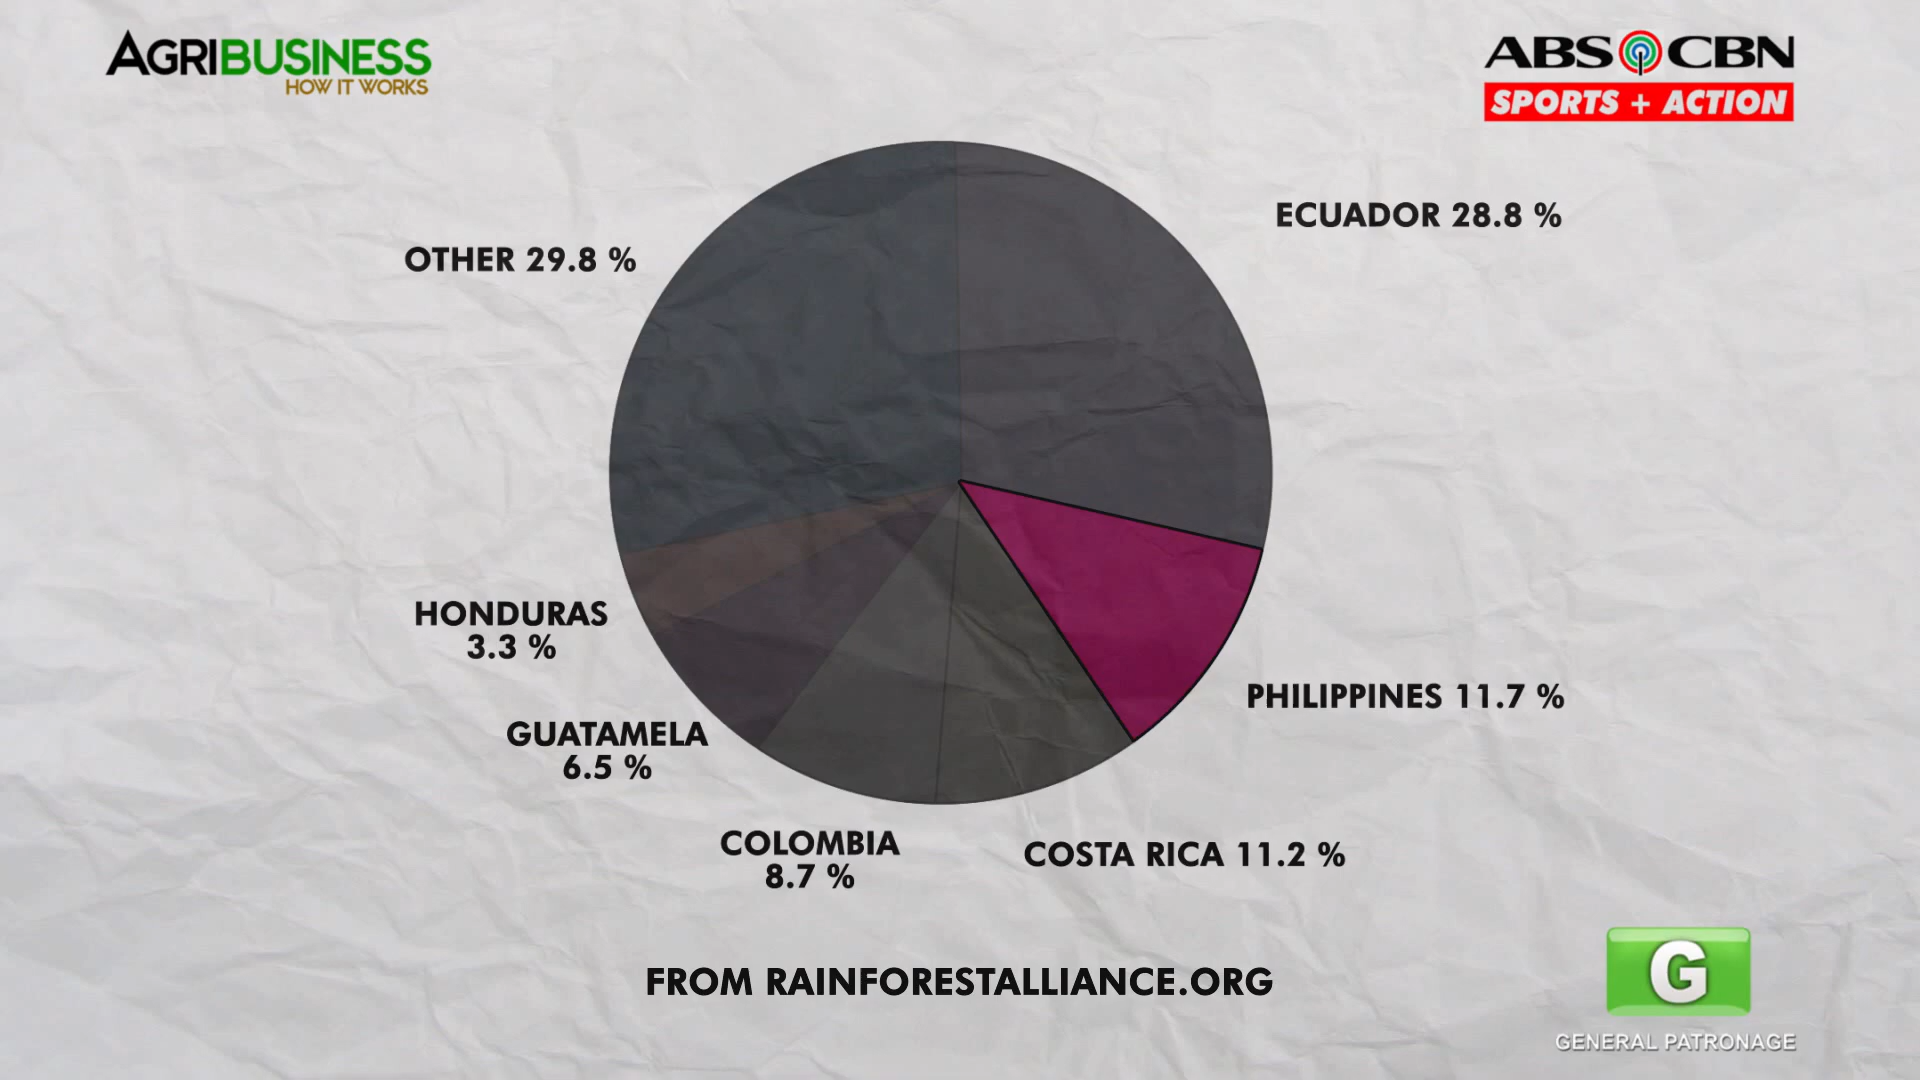 AGRIBUSINESS
HOW IT WORKS
ABS CBN
SPORTS + ACTION
ECUADOR 28.8 %
OTHER 29.8 %
HONDURAS
3.3 %
PHILIPPINES 11.7 %
GUATAMELA
6.5 %
COLOMBIA
8.7 %
COSTA RICA 11.2 %
FROM RAINFORESTALLIANCE.ORG
G
GENERAL PATRONAGE